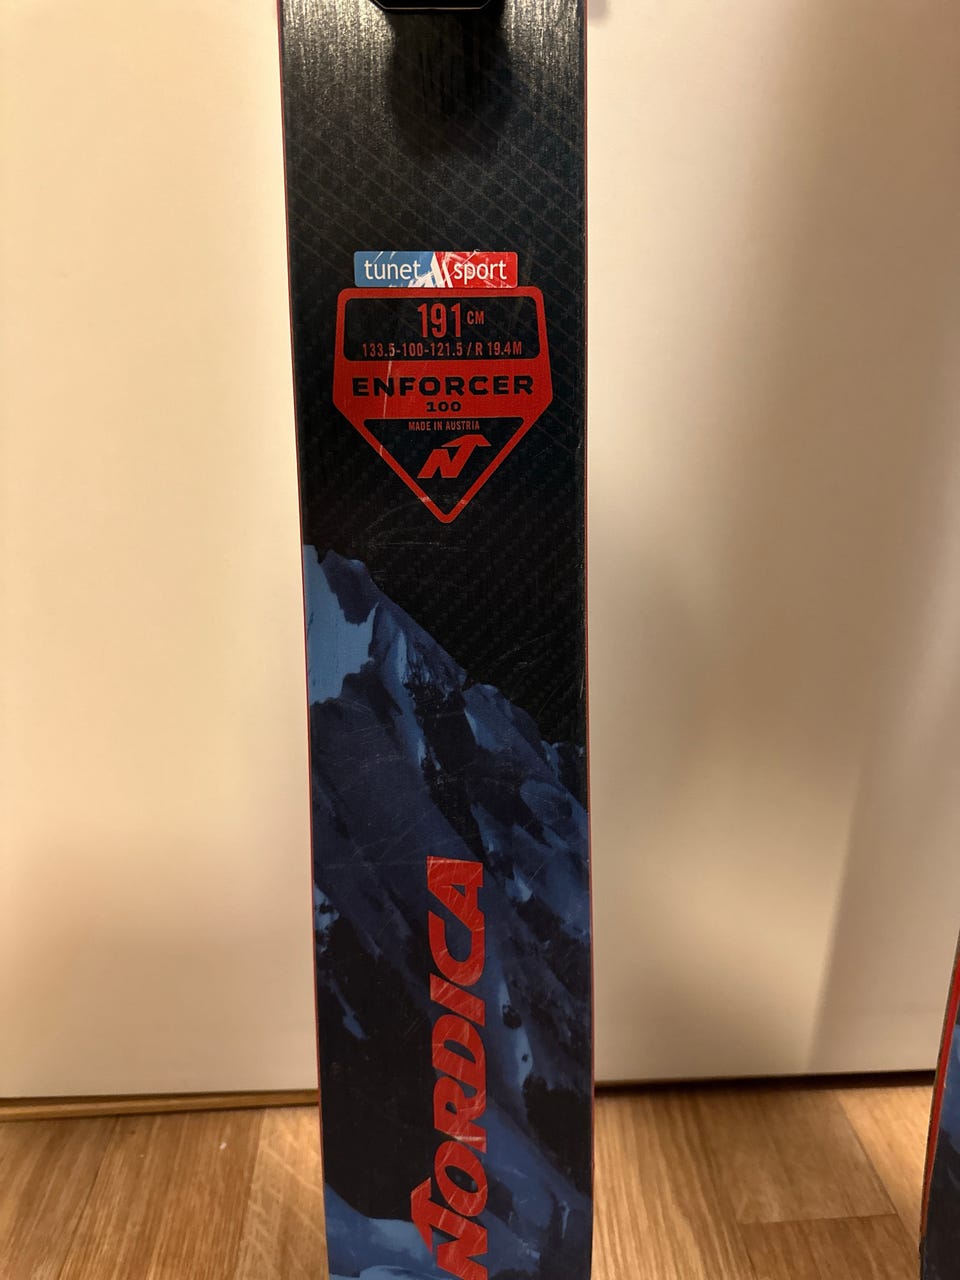 tunet sport
191 CM
133.5-100-121.5 / R 19.4M
ENFORCER
100
MADE IN AUSTRIA
NORDICA